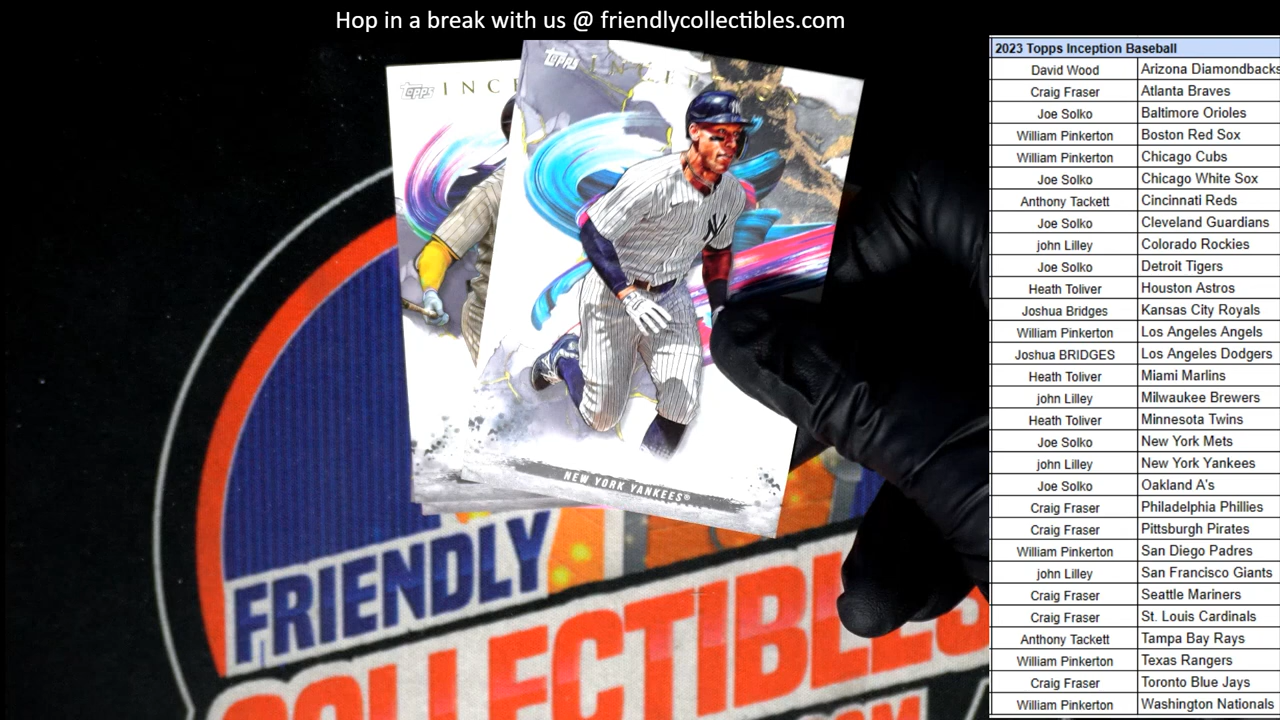 Hop in a break with us @ friendlycollectibles.com
2023 Topps Inception Baseball
David Wood Arizona Diamondbacks
Craig Fraser Atlanta Braves
Joe Solko Baltimore Orioles
William Pinkerton Boston Red Sox
William Pinkerton Chicago Cubs
Joe Solko Chicago White Sox
Anthony Tackett Cincinnati Reds
Joe Solko Cleveland Guardians
john Lilley Colorado Rockies
Joe Solko Detroit Tigers
Heath Toliver Houston Astros
Joshua Bridges Kansas City Royals
William Pinkerton Los Angeles Angels
Joshua BRIDGES Los Angeles Dodgers
Heath Toliver Miami Marlins
john Lilley Milwaukee Brewers
Heath Toliver Minnesota Twins
Joe Solko New York Mets
john Lilley New York Yankees
Joe Solko Oakland A's
Craig Fraser Philadelphia Phillies
Craig Fraser Pittsburgh Pirates
William Pinkerton San Diego Padres
john Lilley San Francisco Giants
Craig Fraser Seattle Mariners
Craig Fraser St. Louis Cardinals
Anthony Tackett Tampa Bay Rays
William Pinkerton Texas Rangers
Craig Fraser Toronto Blue Jays
William Pinkerton Washington Nationals
Topps INCE
Topps INCEP
NY
NEW YORK YANKEES®
FRIENDLY
COLLECTIBLES
.COM